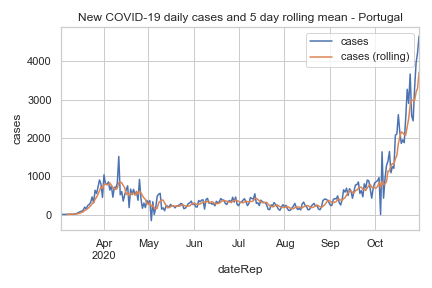 New COVID-19 daily cases and 5 day rolling mean - Portugal
cases
cases (rolling)
4000
3000
2000
1000
0
cases
Apr
2020
May
Jun
Jul
Aug
Sep
Oct
dateRep